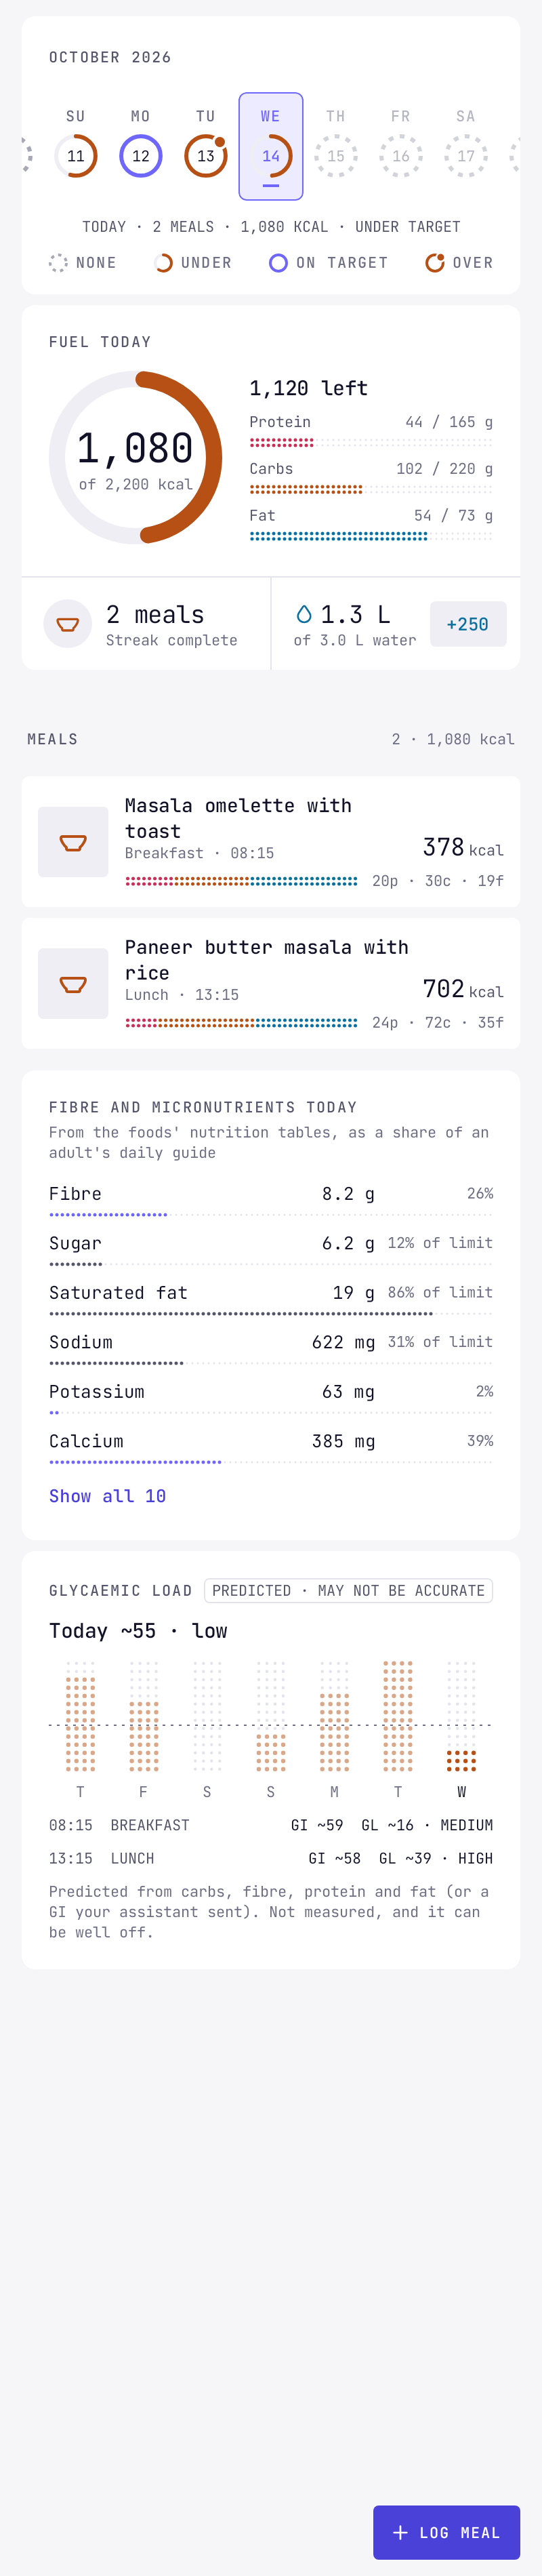 OCTOBER 2026
SU MO TU WE TH FR SA
11 12 13 14 15 16 17
TODAY · 2 MEALS · 1,080 KCAL · UNDER TARGET
NONE UNDER ON TARGET OVER
FUEL TODAY
1,080
of 2,200 kcal
1,120 left
Protein 44 / 165 g
Carbs 102 / 220 g
Fat 54 / 73 g
2 meals
Streak complete
1.3 L
of 3.0 L water
+250
MEALS 2 · 1,080 kcal
Masala omelette with
toast
Breakfast · 08:15
378 kcal
20p · 30c · 19f
Paneer butter masala with
rice
Lunch · 13:15
702 kcal
24p · 72c · 35f
FIBRE AND MICRONUTRIENTS TODAY
From the foods' nutrition tables, as a share of an
adult's daily guide
Fibre 8.2 g 26%
Sugar 6.2 g 12% of limit
Saturated fat 19 g 86% of limit
Sodium 622 mg 31% of limit
Potassium 63 mg 2%
Calcium 385 mg 39%
Show all 10
GLYCAEMIC LOAD PREDICTED · MAY NOT BE ACCURATE
Today ~55 · low
T F S S M T W
08:15 BREAKFAST GI ~59 GL ~16 · MEDIUM
13:15 LUNCH GI ~58 GL ~39 · HIGH
Predicted from carbs, fibre, protein and fat (or a
GI your assistant sent). Not measured, and it can
be well off.
+ LOG MEAL